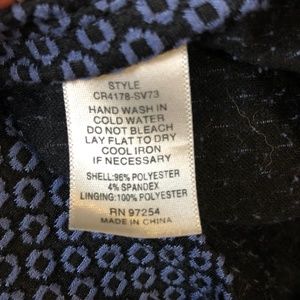 STYLE
CR4178-SV73
HAND WASH IN
COLD WATER
DO NOT BLEACH
LAY FLAT TO DRY
COOL IRON
IF NECESSARY
SHELL:96% POLYESTER
4% SPANDEX
LINGING:100% POLYESTER
RN 97254
MADE IN CHINA